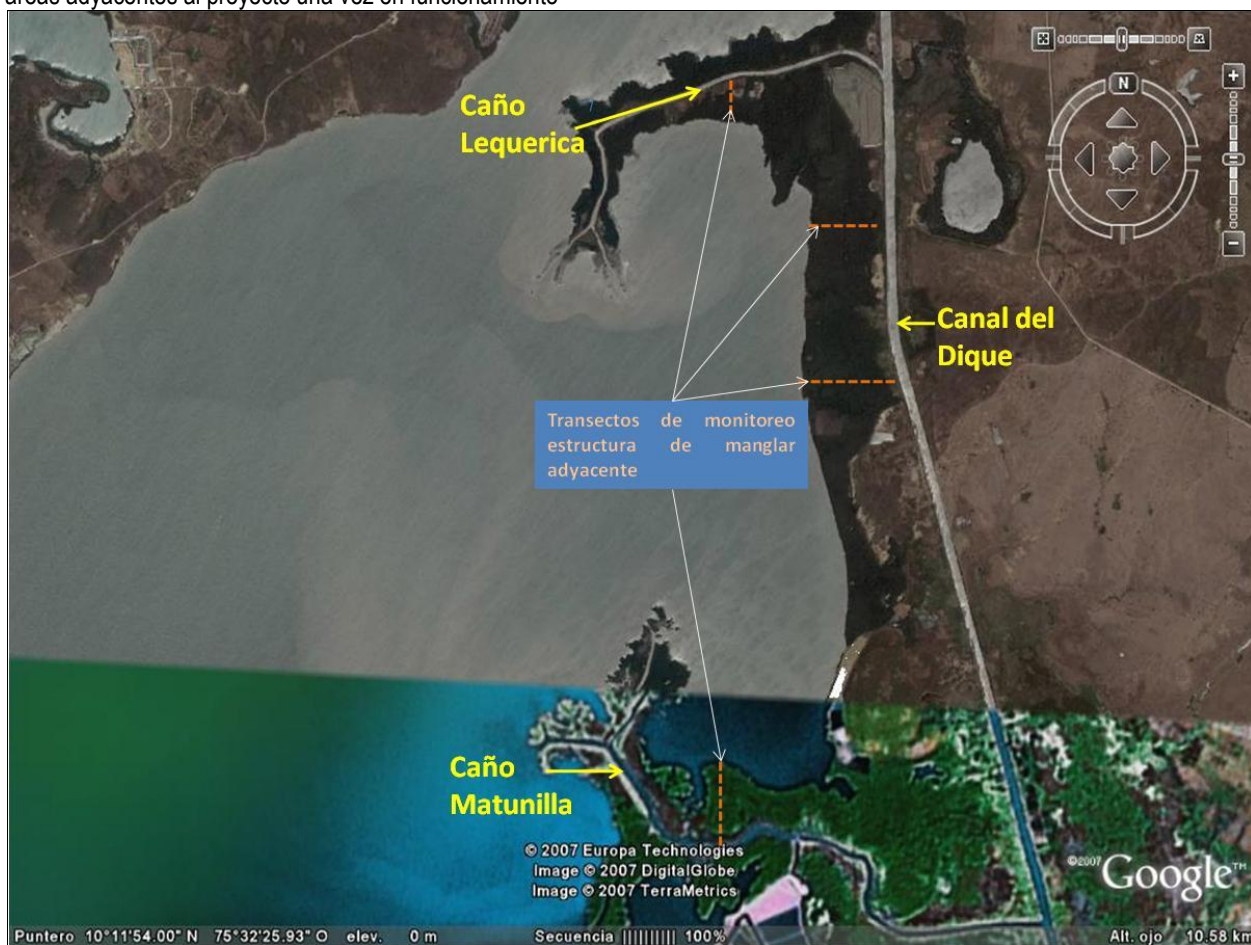 áreas adyacentes al proyecto una vez en funcionamiento
N
Caño
Lequerica
Canal del
Dique
Transectos de monitoreo
estructura de manglar
adyacente
Caño
Matunilla
© 2007 Europa Technologies
Image © 2007 DigitalGlobe
Image © 2007 TerraMetrics
©2007 Google™
Puntero 10°11'54.00" N 75°32'25.93" O elev. 0 m Secuencia |||||||||| 100% Alt. ojo 10.58 km